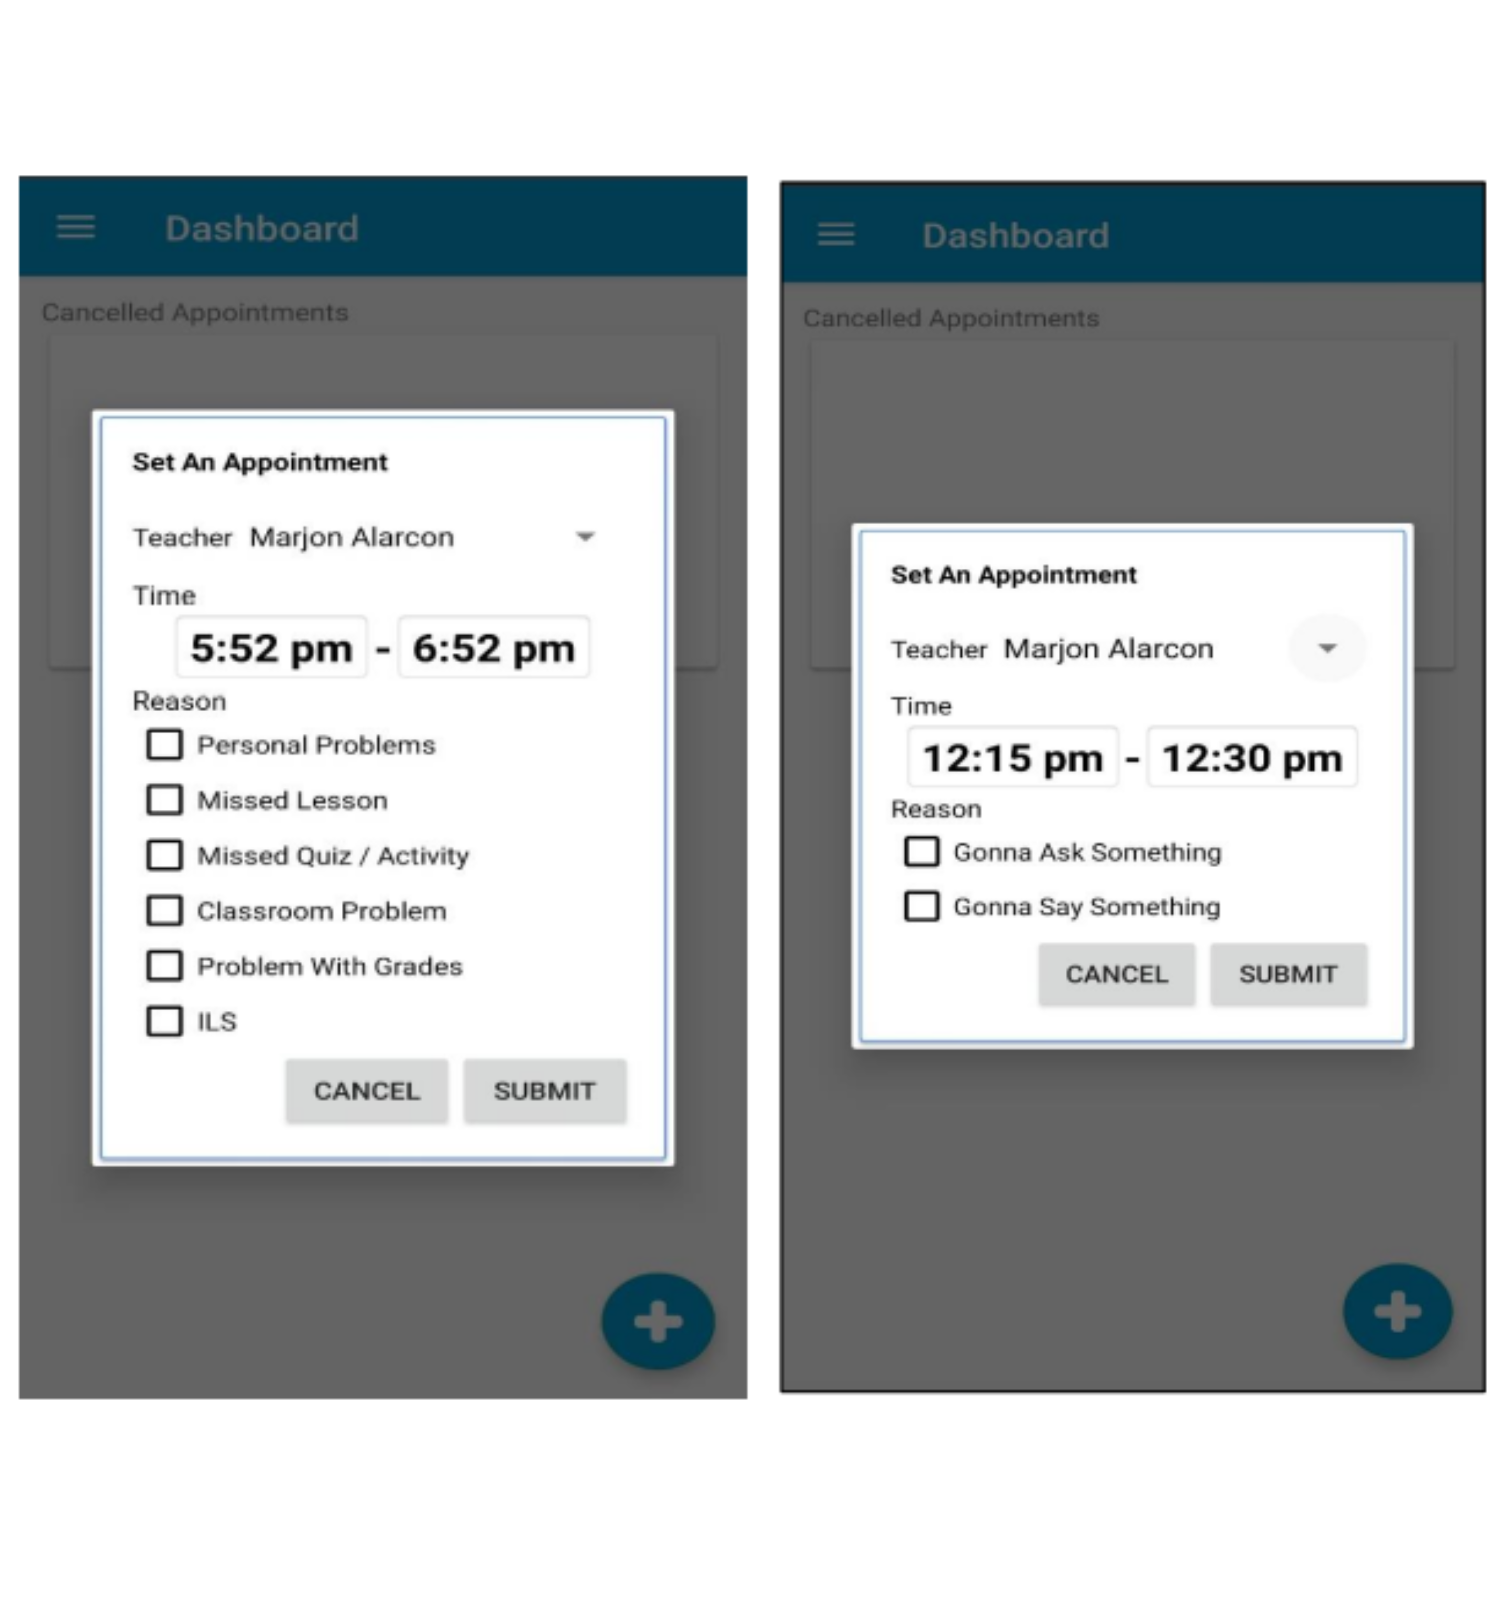 Dashboard
Cancelled Appointments
Set An Appointment
Teacher Marjon Alarcon
Time
5:52 pm - 6:52 pm
Reason
Personal Problems
Missed Lesson
Missed Quiz / Activity
Classroom Problem
Problem With Grades
ILS
CANCEL SUBMIT
Dashboard
Cancelled Appointments
Set An Appointment
Teacher Marjon Alarcon
Time
12:15 pm - 12:30 pm
Reason
Gonna Ask Something
Gonna Say Something
CANCEL SUBMIT